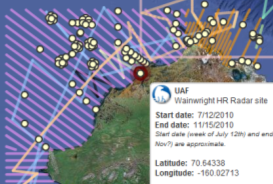 UAF
Wainwright HR Radar site
Start date: 7/12/2010
End date: 11/15/2010
Start date (week of July 12th) and end
Nov?) are approximate.
Latitude: 70.64338
Longitude: -160.02713